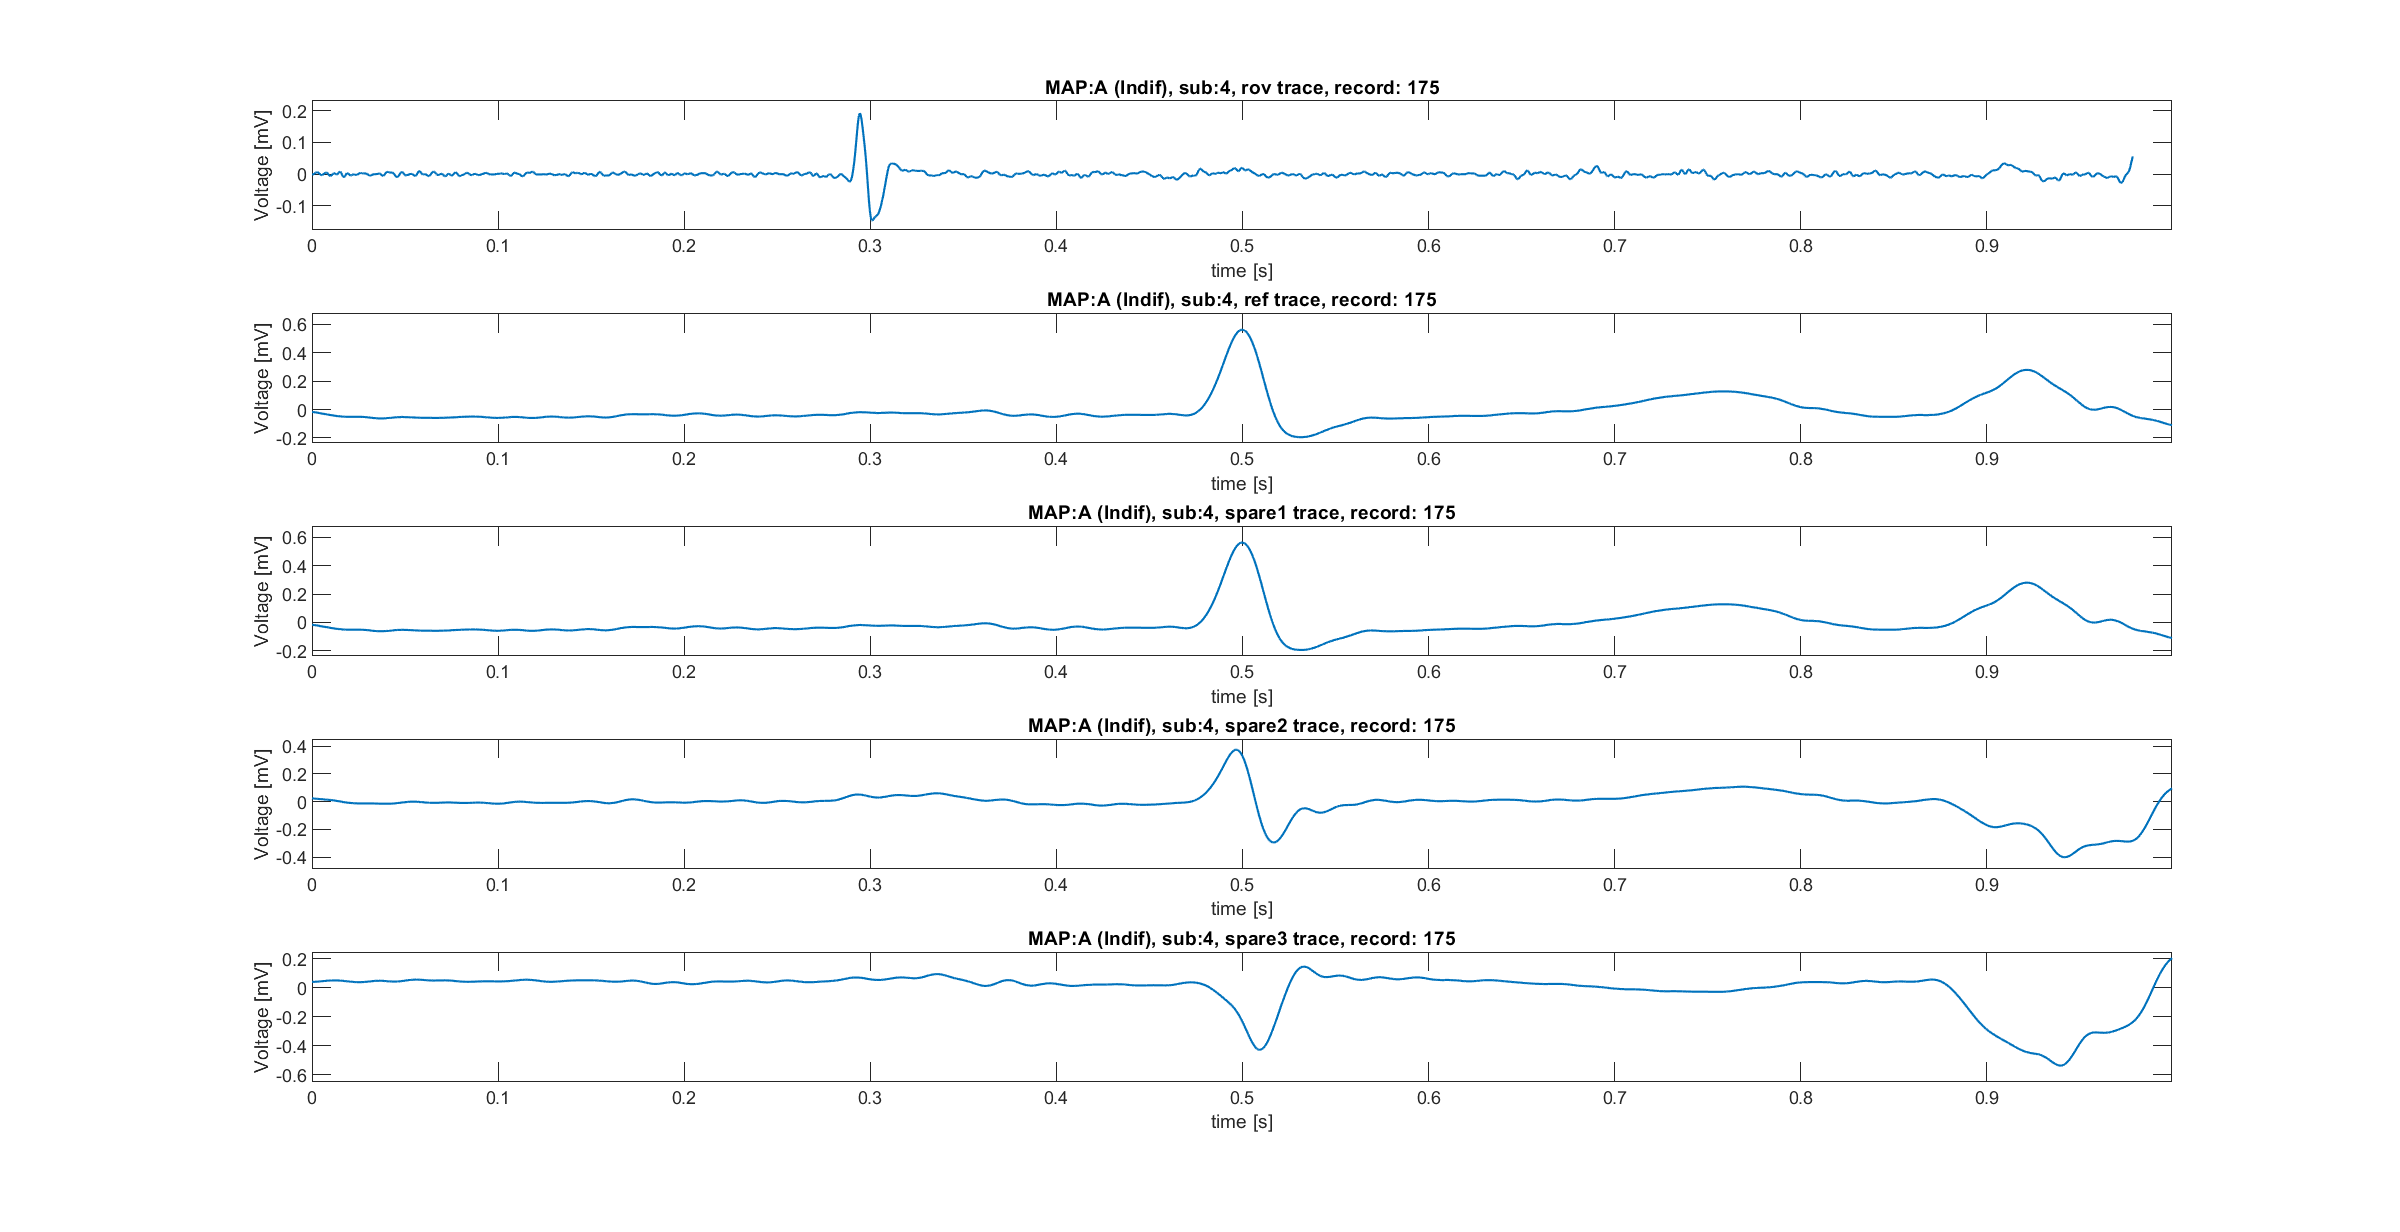 MAP:A (Indif), sub:4, rov trace, record: 175
Voltage [mV]
0.2
0.1
0
-0.1
0 0.1 0.2 0.3 0.4 0.5 0.6 0.7 0.8 0.9
time [s]
MAP:A (Indif), sub:4, ref trace, record: 175
Voltage [mV]
0.6
0.4
0.2
0
-0.2
0 0.1 0.2 0.3 0.4 0.5 0.6 0.7 0.8 0.9
time [s]
MAP:A (Indif), sub:4, spare1 trace, record: 175
Voltage [mV]
0.6
0.4
0.2
0
-0.2
0 0.1 0.2 0.3 0.4 0.5 0.6 0.7 0.8 0.9
time [s]
MAP:A (Indif), sub:4, spare2 trace, record: 175
Voltage [mV]
0.4
0.2
0
-0.2
-0.4
0 0.1 0.2 0.3 0.4 0.5 0.6 0.7 0.8 0.9
time [s]
MAP:A (Indif), sub:4, spare3 trace, record: 175
Voltage [mV]
0.2
0
-0.2
-0.4
-0.6
0 0.1 0.2 0.3 0.4 0.5 0.6 0.7 0.8 0.9
time [s]